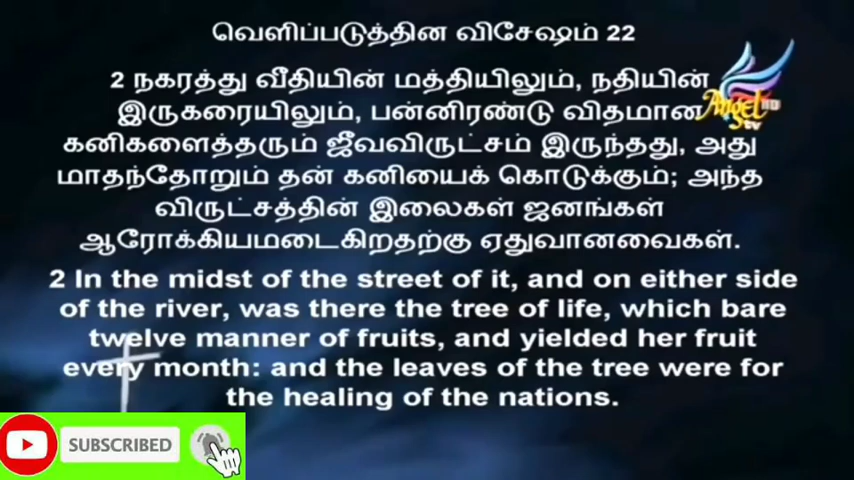 வெளிப்படுத்தின விசேஷம் 22
2 நகரத்து வீதியின் மத்தியிலும், நதியின்
இருகரையிலும், பன்னிரண்டு விதமான
கனிகளைத்தரும் ஜீவவிருட்சம் இருந்தது, அது
மாதந்தோறும் தன் கனியைக் கொடுக்கும்; அந்த
விருட்சத்தின் இலைகள் ஜனங்கள்
ஆரோக்கியமடைகிறதற்கு ஏதுவானவைகள்.
Angel HD
tv
2 In the midst of the street of it, and on either side
of the river, was there the tree of life, which bare
twelve manner of fruits, and yielded her fruit
every month: and the leaves of the tree were for
the healing of the nations.
SUBSCRIBED